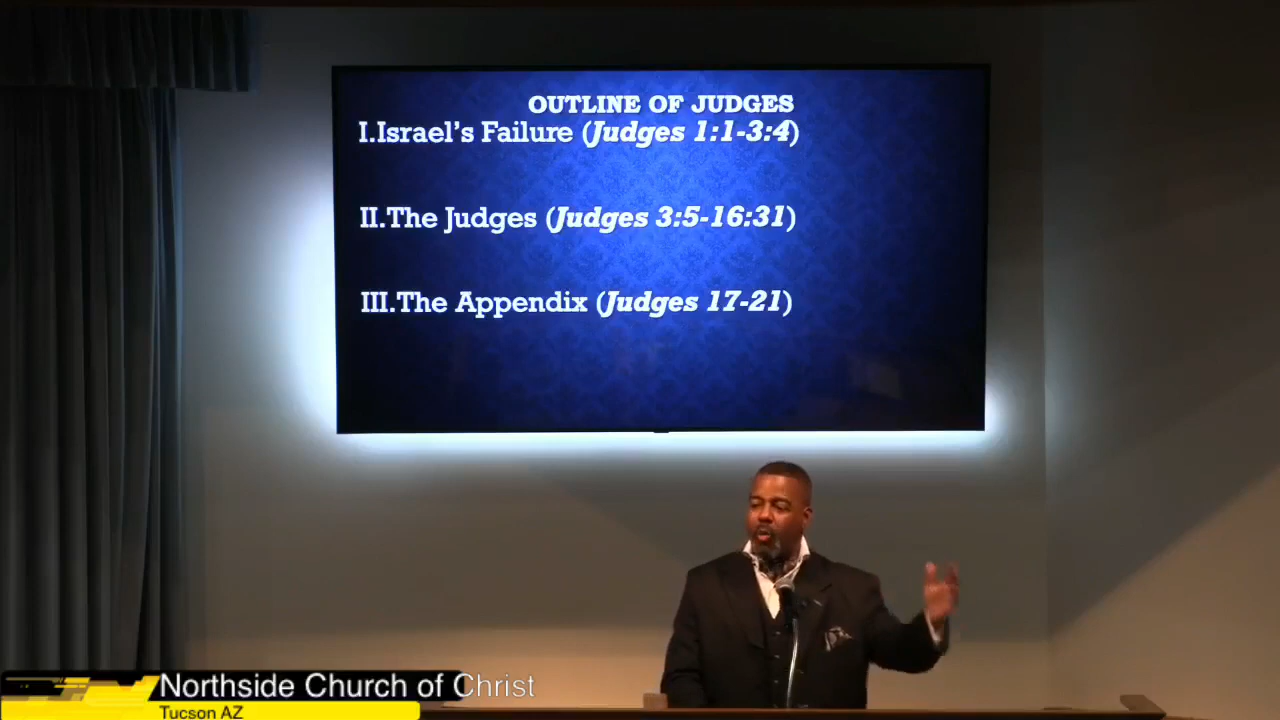 OUTLINE OF JUDGES
I.Israel's Failure (Judges 1:1-3:4)
II.The Judges (Judges 3:5-16:31)
III.The Appendix (Judges 17-21)
Northside Church of Christ
Tucson AZ